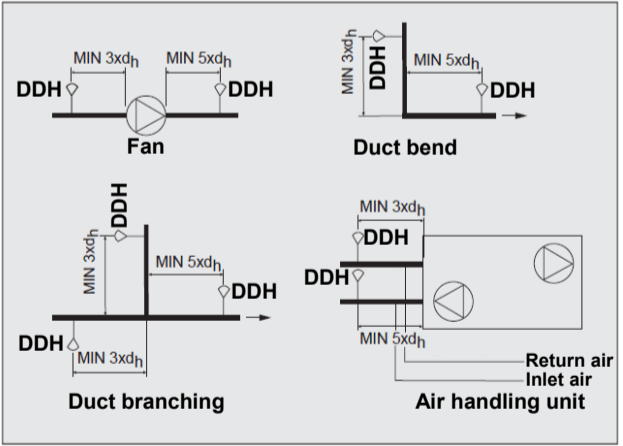 MIN 3xdh
MIN 5xdh
DDH
DDH
Fan
MIN 3xdh
DDH
MIN 5xdh
DDH
Duct bend
DDH
MIN 3xdh
MIN 5xdh
DDH
DDH
MIN 3xdh
Duct branching
MIN 3xdh
DDH
DDH
MIN 5xdh
Return air
Inlet air
Air handling unit